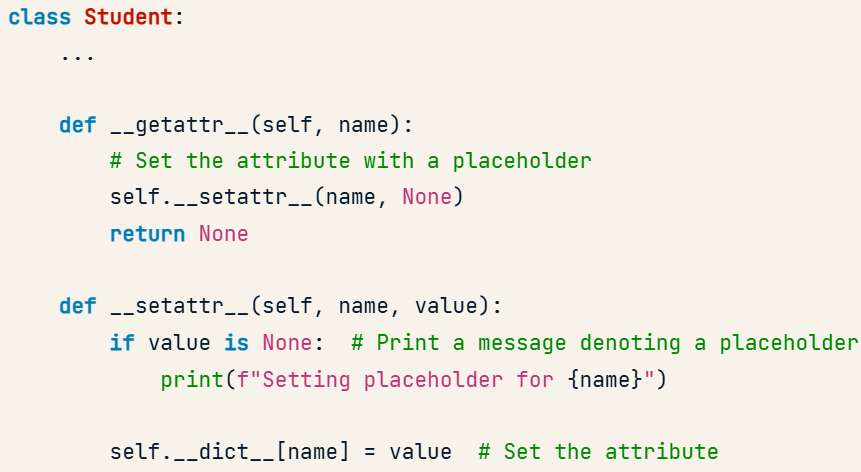 class Student:
    ...

    def __getattr__(self, name):
        # Set the attribute with a placeholder
        self.__setattr__(name, None)
        return None

    def __setattr__(self, name, value):
        if value is None:  # Print a message denoting a placeholder
            print(f"Setting placeholder for {name}")

        self.__dict__[name] = value  # Set the attribute